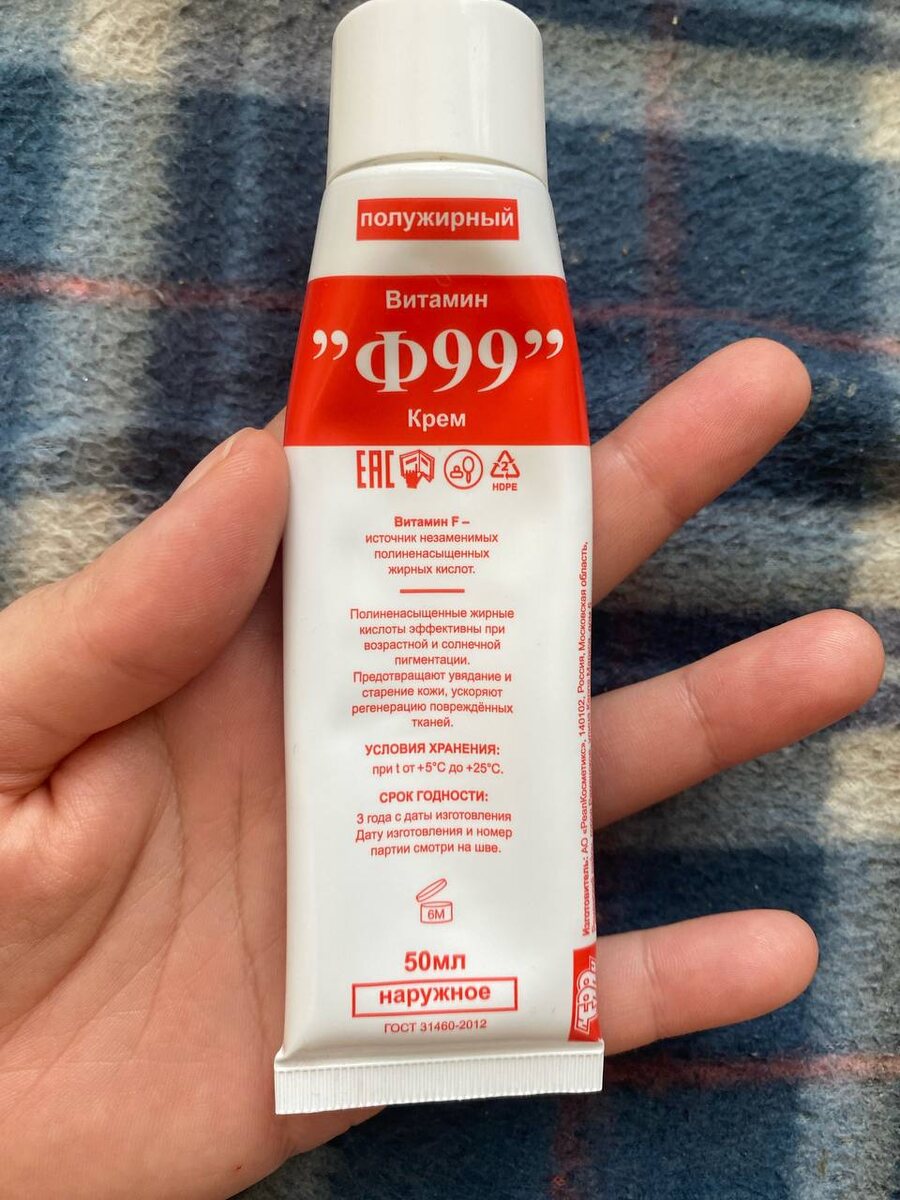 полужирный
Витамин
”Ф99”
Крем
EAC
2
HDPE
Витамин F –
источник незаменимых
полиненасыщенных
жирных кислот.
Полиненасыщенные жирные
кислоты эффективны при
возрастной и солнечной
пигментации.
Предотвращают увядание и
старение кожи, ускоряют
регенерацию повреждённых
тканей.
УСЛОВИЯ ХРАНЕНИЯ:
при t от +5°C до +25°C.
СРОК ГОДНОСТИ:
3 года с даты изготовления
Дату изготовления и номер
партии смотри на шве.
6M
50мл
наружное
ГОСТ 31460-2012
Изготовитель: АО «РеалКосметикс», 140102, Россия, Московская область,